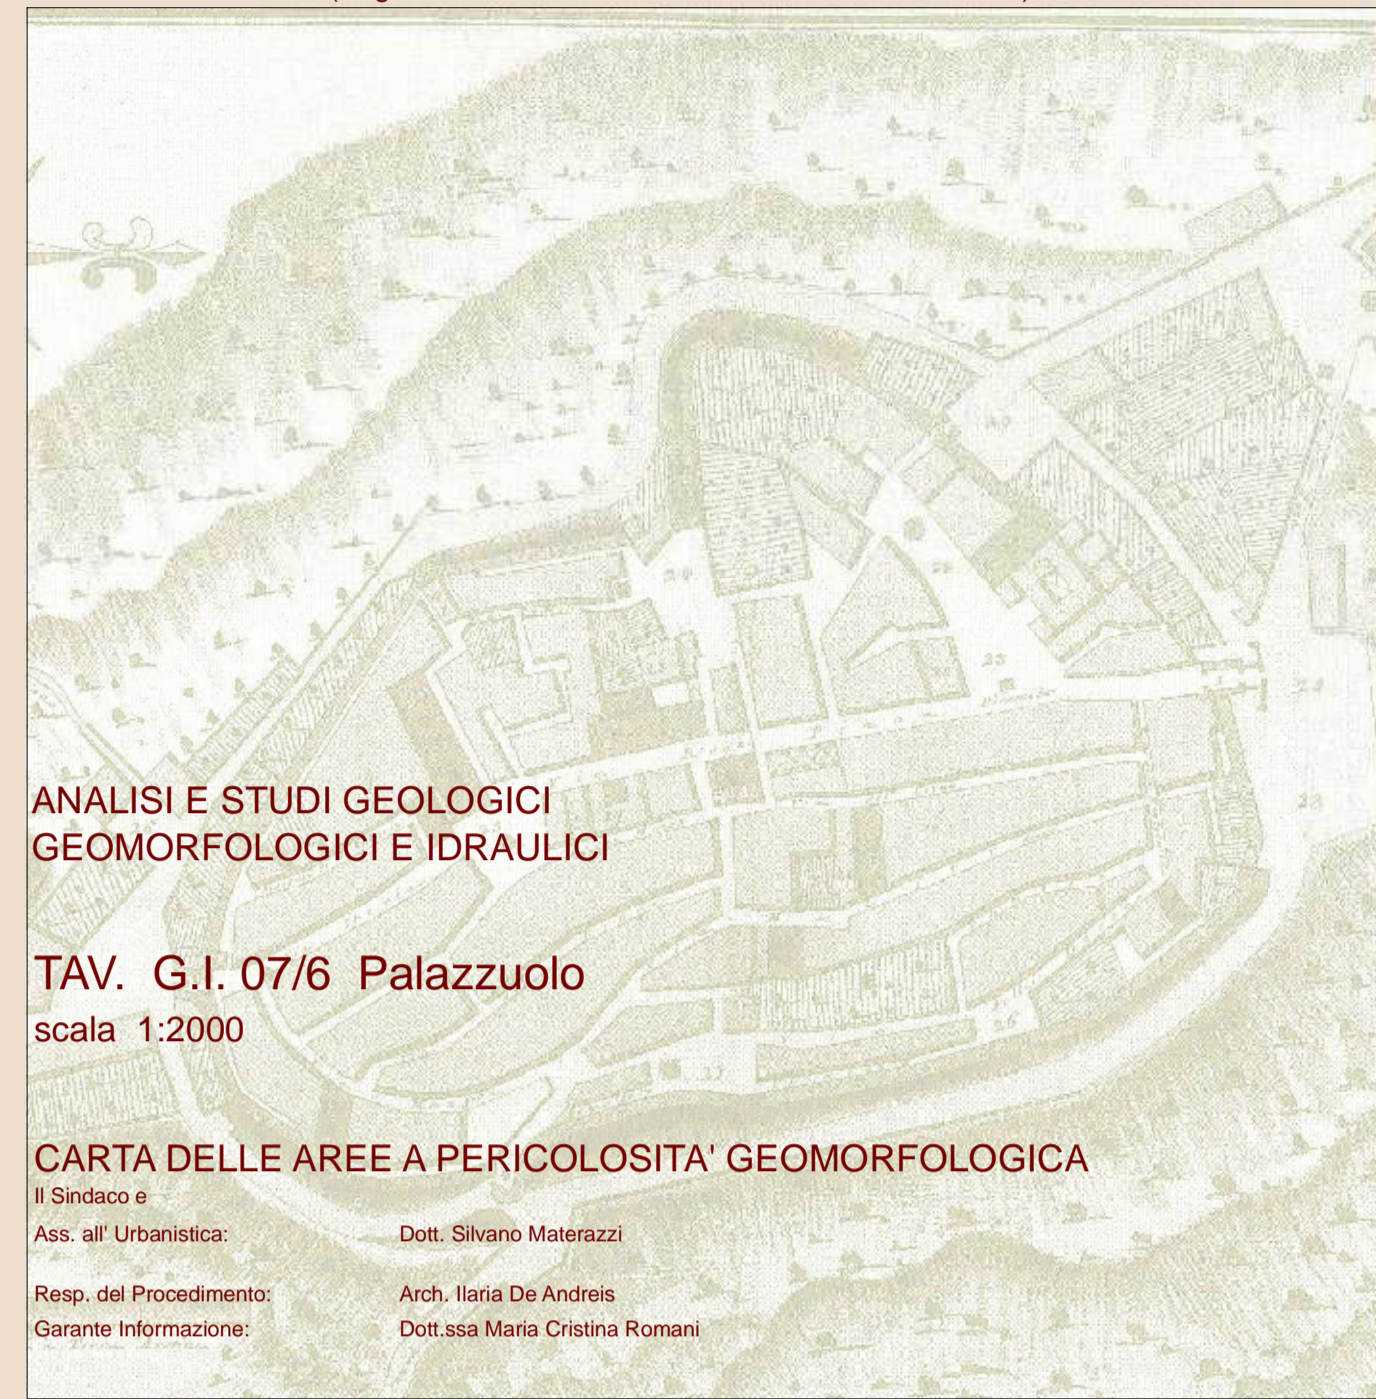 ANALISI E STUDI GEOLOGICI
GEOMORFOLOGICI E IDRAULICI
TAV. G.I. 07/6 Palazzuolo
scala 1:2000
CARTA DELLE AREE A PERICOLOSITA' GEOMORFOLOGICA
Il Sindaco e
Ass. all' Urbanistica: Dott. Silvano Materazzi
Resp. del Procedimento: Arch. Ilaria De Andreis
Garante Informazione: Dott.ssa Maria Cristina Romani